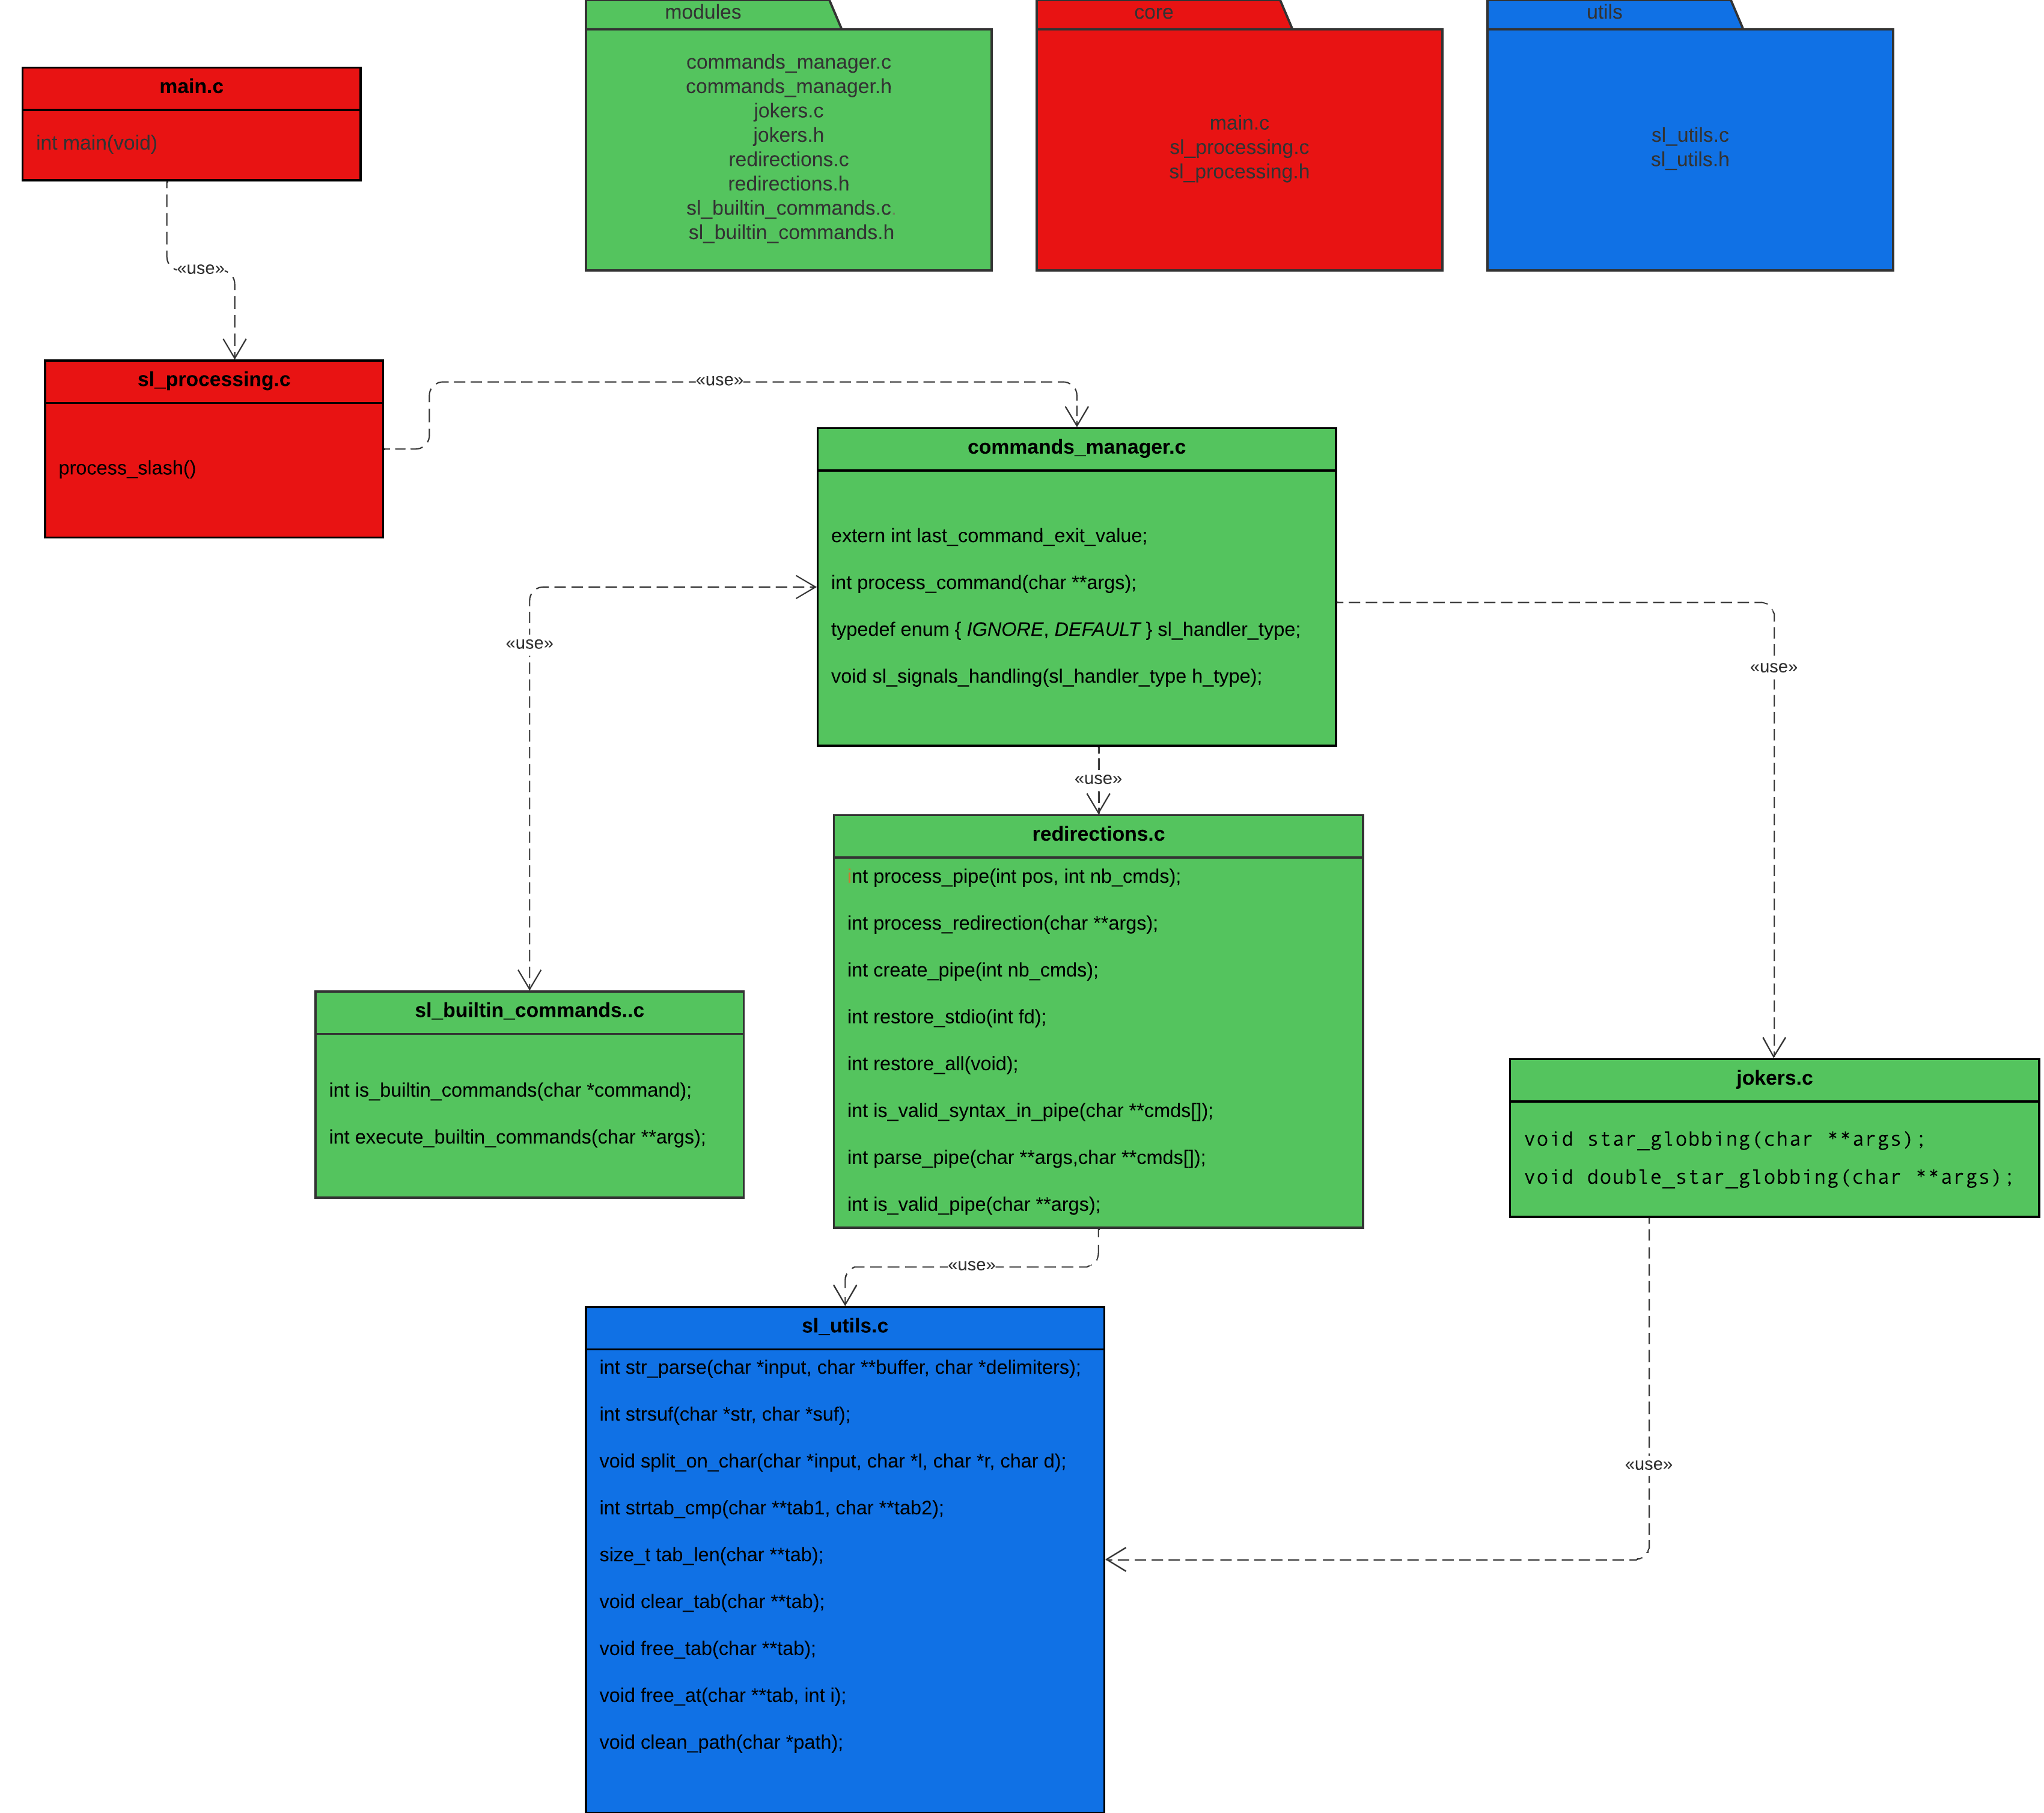 modules
commands_manager.c
commands_manager.h
jokers.c
jokers.h
redirections.c
redirections.h
sl_builtin_commands.c.
sl_builtin_commands.h
core
main.c
sl_processing.c
sl_processing.h
utils
sl_utils.c
sl_utils.h
main.c
int main(void)
«use»
sl_processing.c
process_slash()
«use»
commands_manager.c
extern int last_command_exit_value;
int process_command(char **args);
typedef enum { IGNORE, DEFAULT } sl_handler_type;
void sl_signals_handling(sl_handler_type h_type);
«use»
«use»
«use»
redirections.c
int process_pipe(int pos, int nb_cmds);
int process_redirection(char **args);
int create_pipe(int nb_cmds);
int restore_stdio(int fd);
int restore_all(void);
int is_valid_syntax_in_pipe(char **cmds[]);
int parse_pipe(char **args,char **cmds[]);
int is_valid_pipe(char **args);
sl_builtin_commands..c
int is_builtin_commands(char *command);
int execute_builtin_commands(char **args);
jokers.c
void star_globbing(char **args);
void double_star_globbing(char **args);
«use»
sl_utils.c
int str_parse(char *input, char **buffer, char *delimiters);
int strsuf(char *str, char *suf);
void split_on_char(char *input, char *l, char *r, char d);
int strtab_cmp(char **tab1, char **tab2);
size_t tab_len(char **tab);
void clear_tab(char **tab);
void free_tab(char **tab);
void free_at(char **tab, int i);
void clean_path(char *path);
«use»